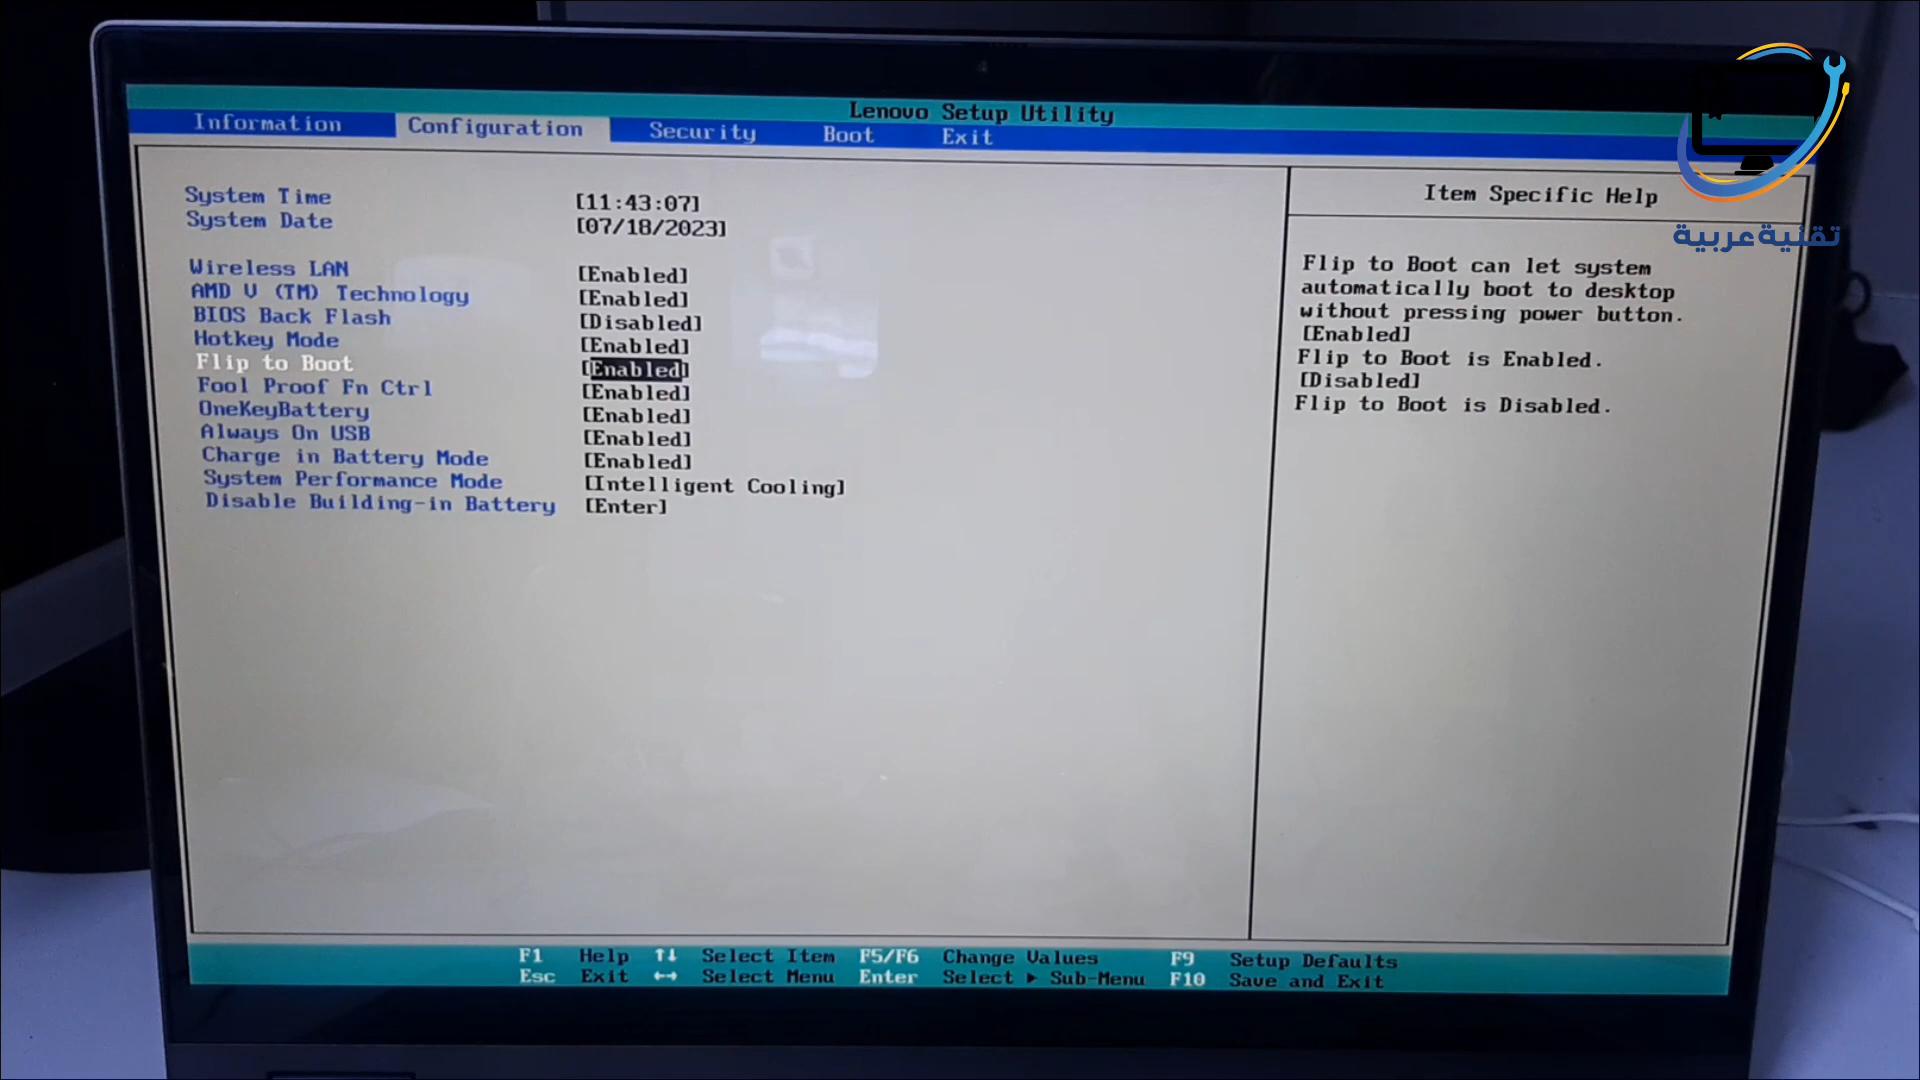 Lenovo Setup Utility
Information Configuration Security Boot Exit
System Time [11:43:07]
System Date [07/18/2023]
Wireless LAN [Enabled]
AMD V (TM) Technology [Enabled]
BIOS Back Flash [Disabled]
Hotkey Mode [Enabled]
Flip to Boot [Enabled]
Fool Proof Fn Ctrl [Enabled]
OneKeyBattery [Enabled]
Always On USB [Enabled]
Charge in Battery Mode [Enabled]
System Performance Mode [Intelligent Cooling]
Disable Building-in Battery [Enter]
Item Specific Help
Flip to Boot can let system
automatically boot to desktop
without pressing power button.
[Enabled]
Flip to Boot is Enabled.
[Disabled]
Flip to Boot is Disabled.
F1 Help ↑↓ Select Item F5/F6 Change Values F9 Setup Defaults
Esc Exit ←→ Select Menu Enter Select ▸ Sub-Menu F10 Save and Exit
تقنية عربية